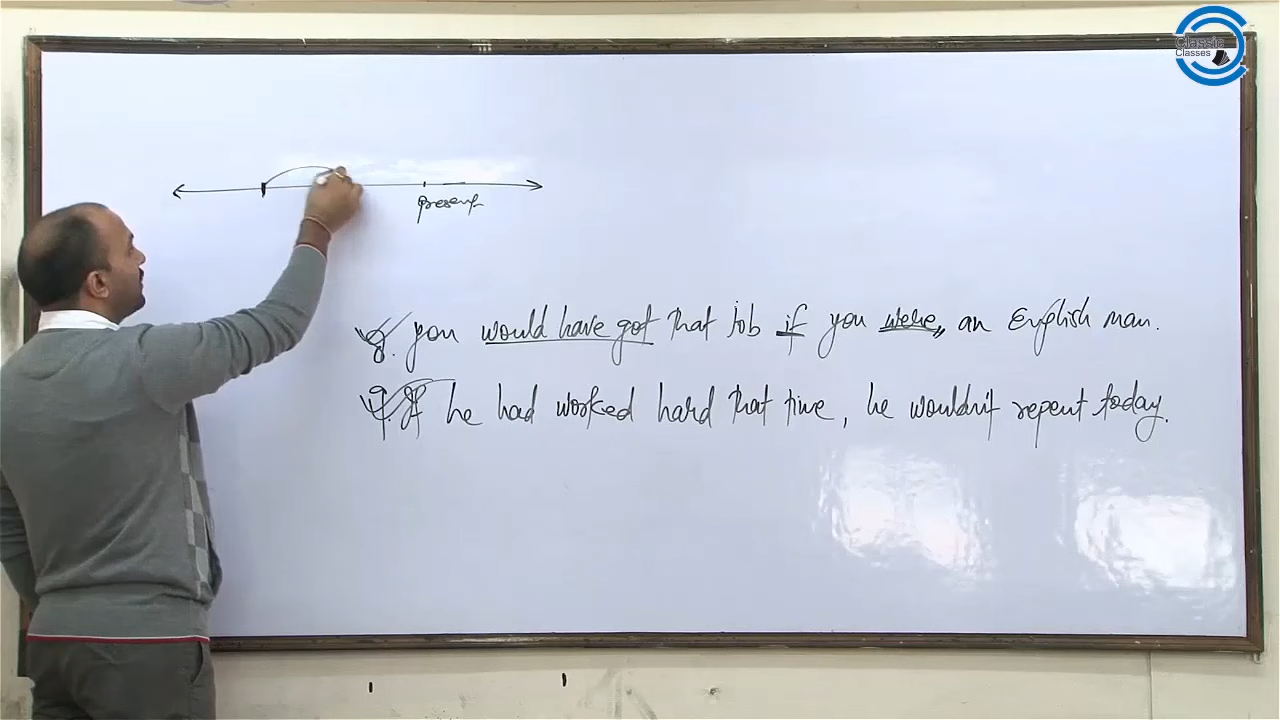 Classic
Classes
present
8. you would have got that job if you were, an English man.
9. If he had worked hard that time, he wouldn't repent today.